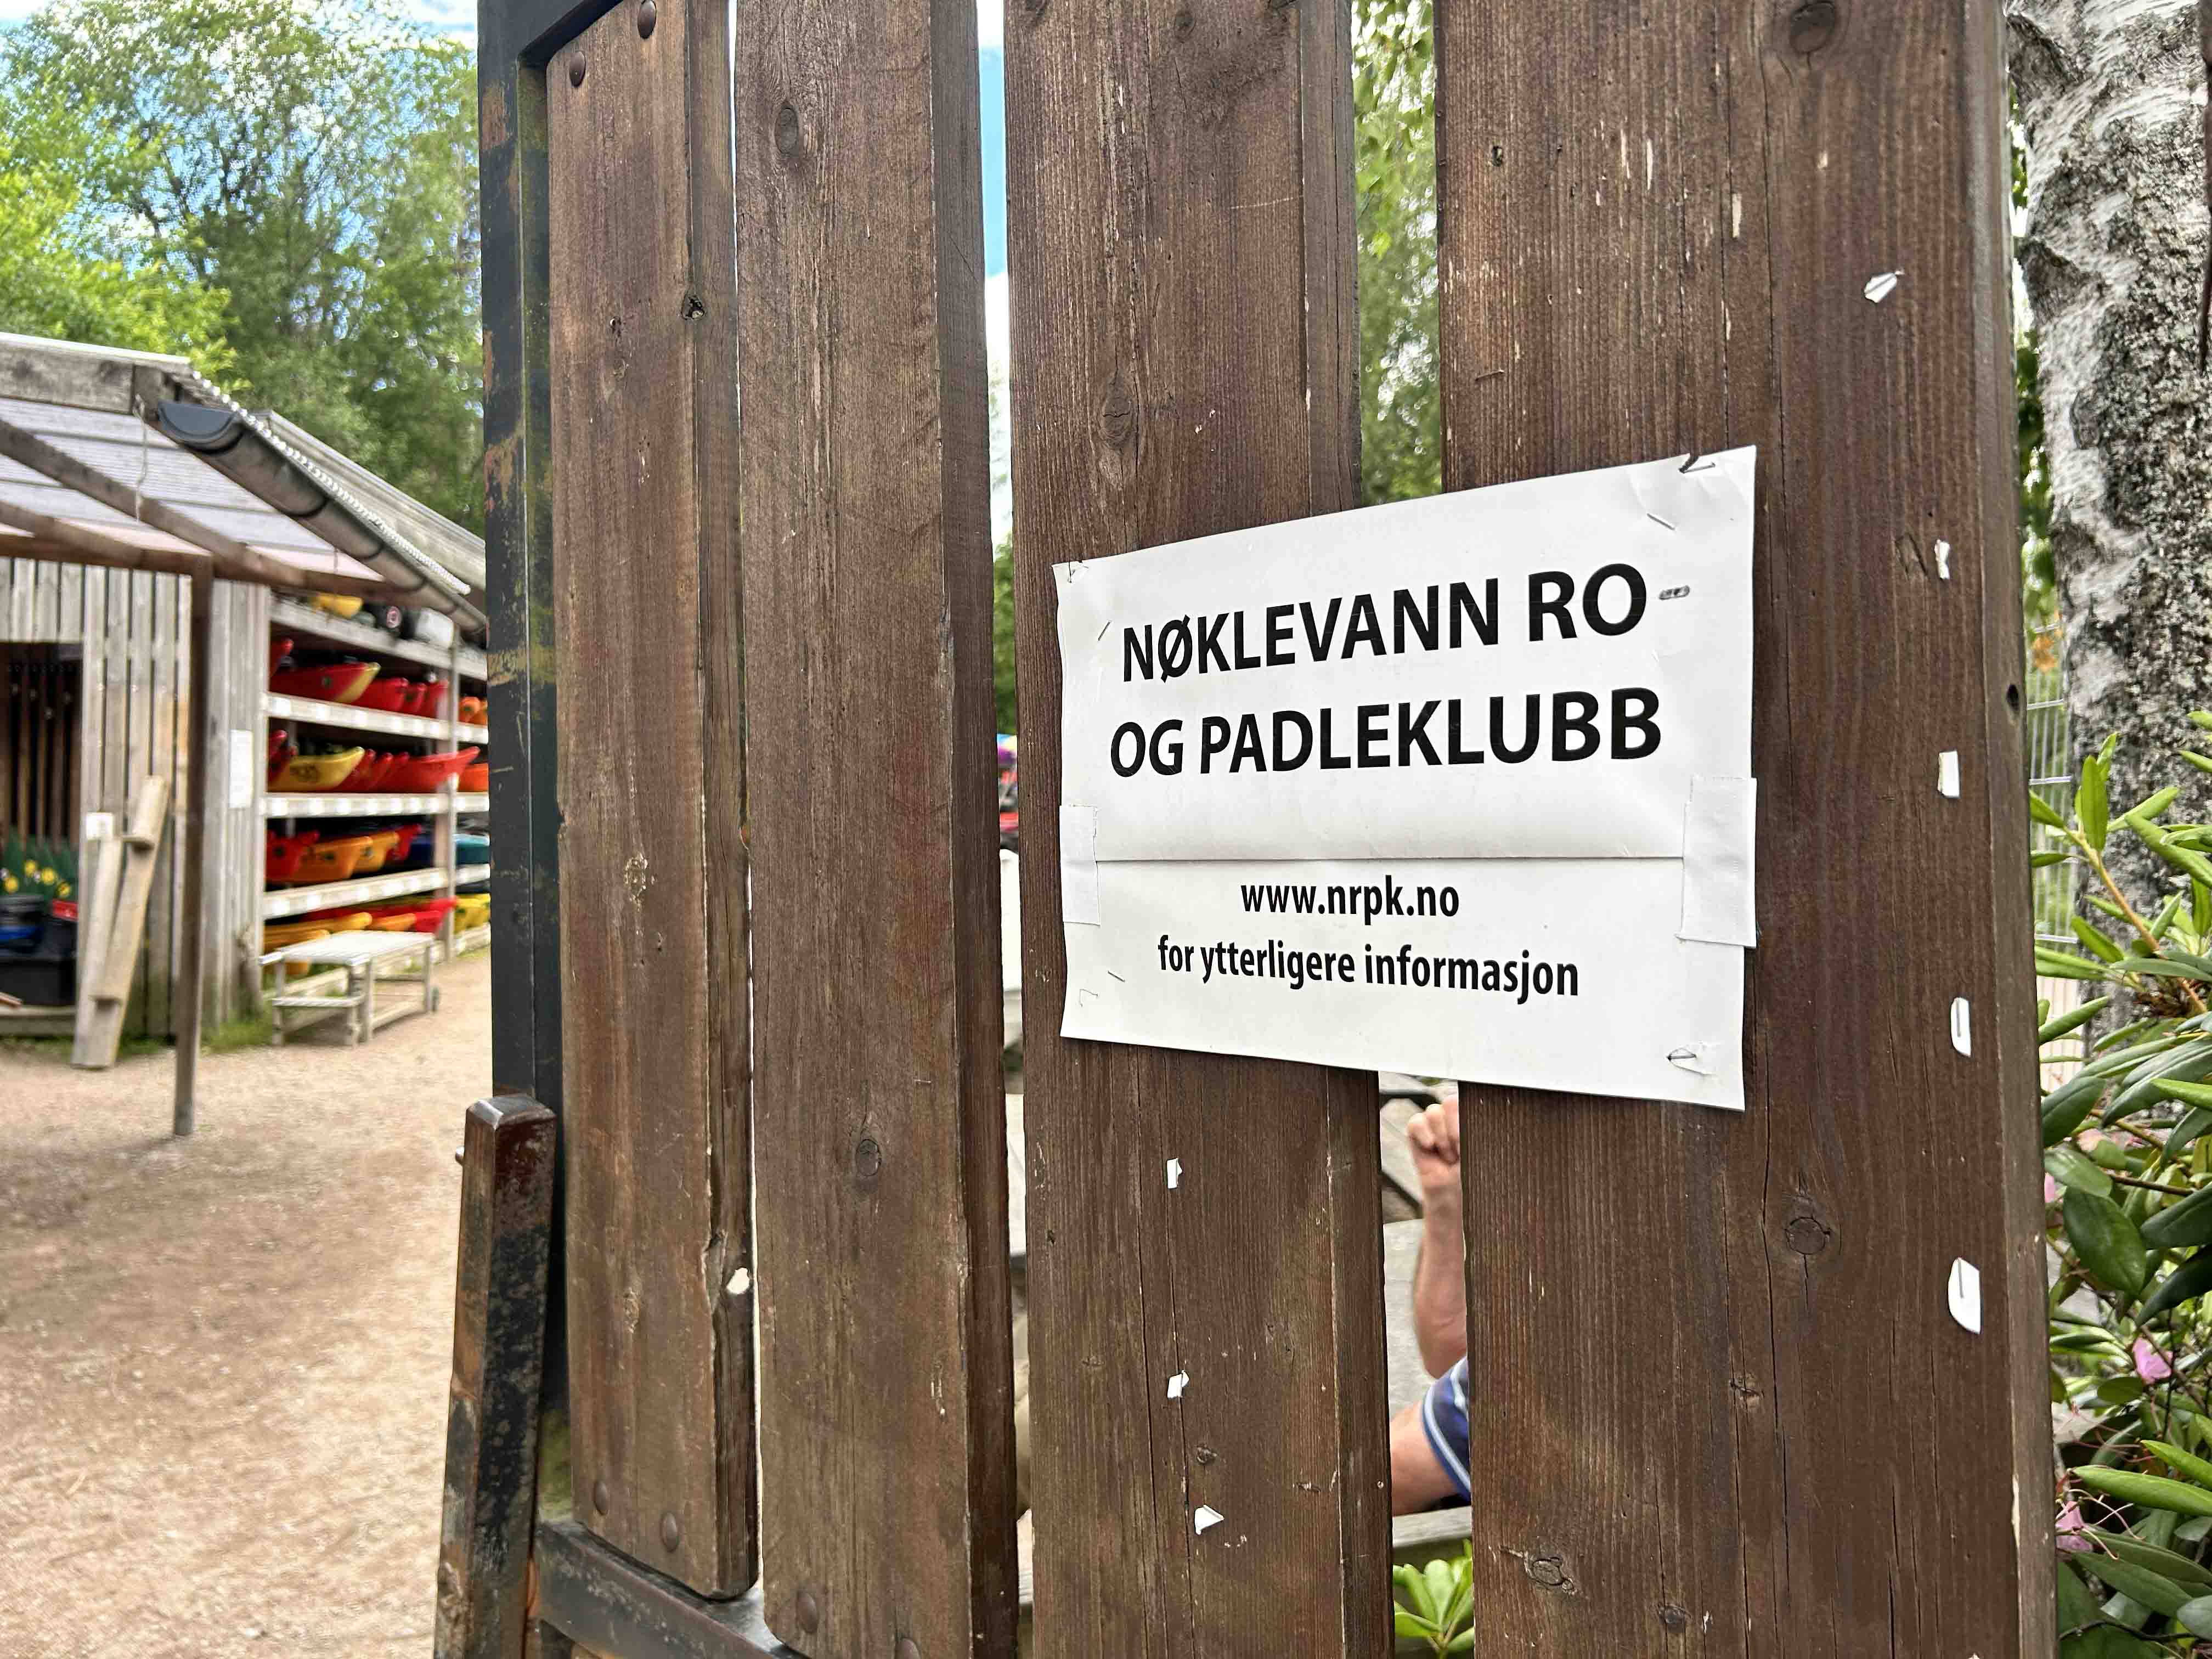 NØKLEVANN RO-
OG PADLEKLUBB
www.nrpk.no
for ytterligere informasjon